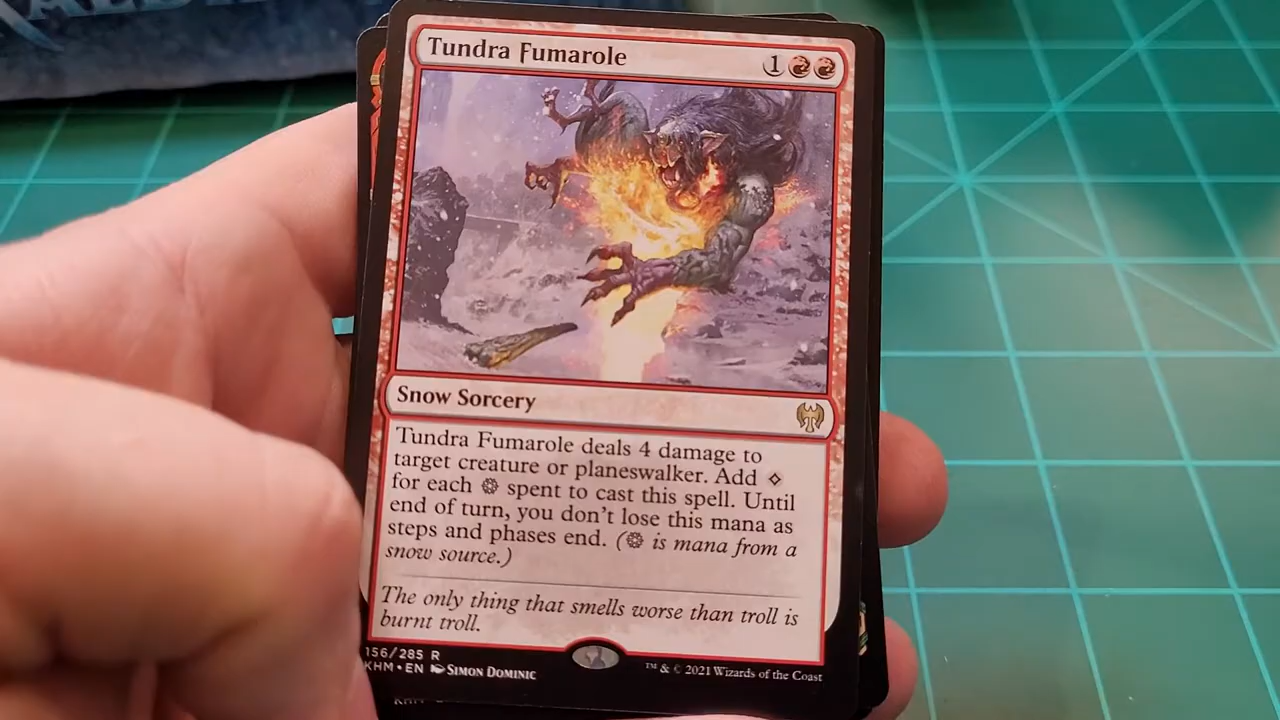 Tundra Fumarole
1
Snow Sorcery
Tundra Fumarole deals 4 damage to
target creature or planeswalker. Add
for each spent to cast this spell. Until
end of turn, you don't lose this mana as
steps and phases end. ( is mana from a
snow source.)
The only thing that smells worse than troll is
burnt troll.
156/285 R
KHM • EN SIMON DOMINIC
™ & © 2021 Wizards of the Coast